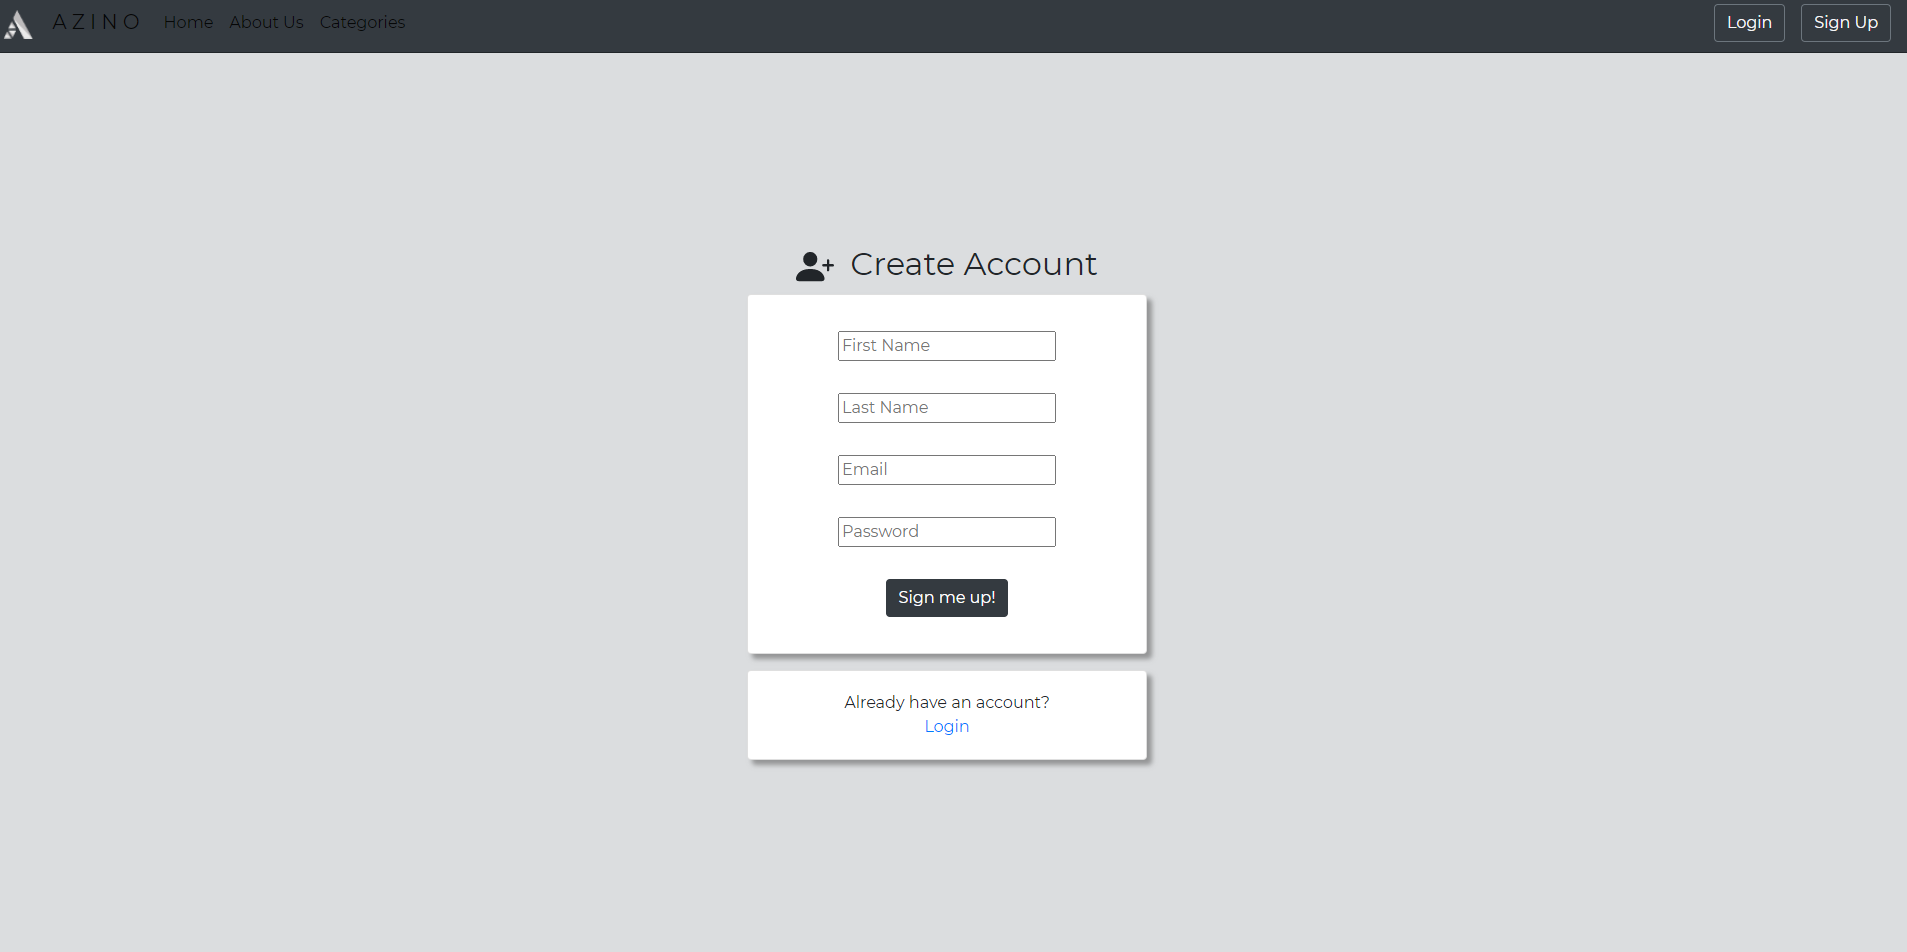 A Z I N O Home About Us Categories Login Sign Up
Create Account
First Name
Last Name
Email
Password
Sign me up!
Already have an account?
Login